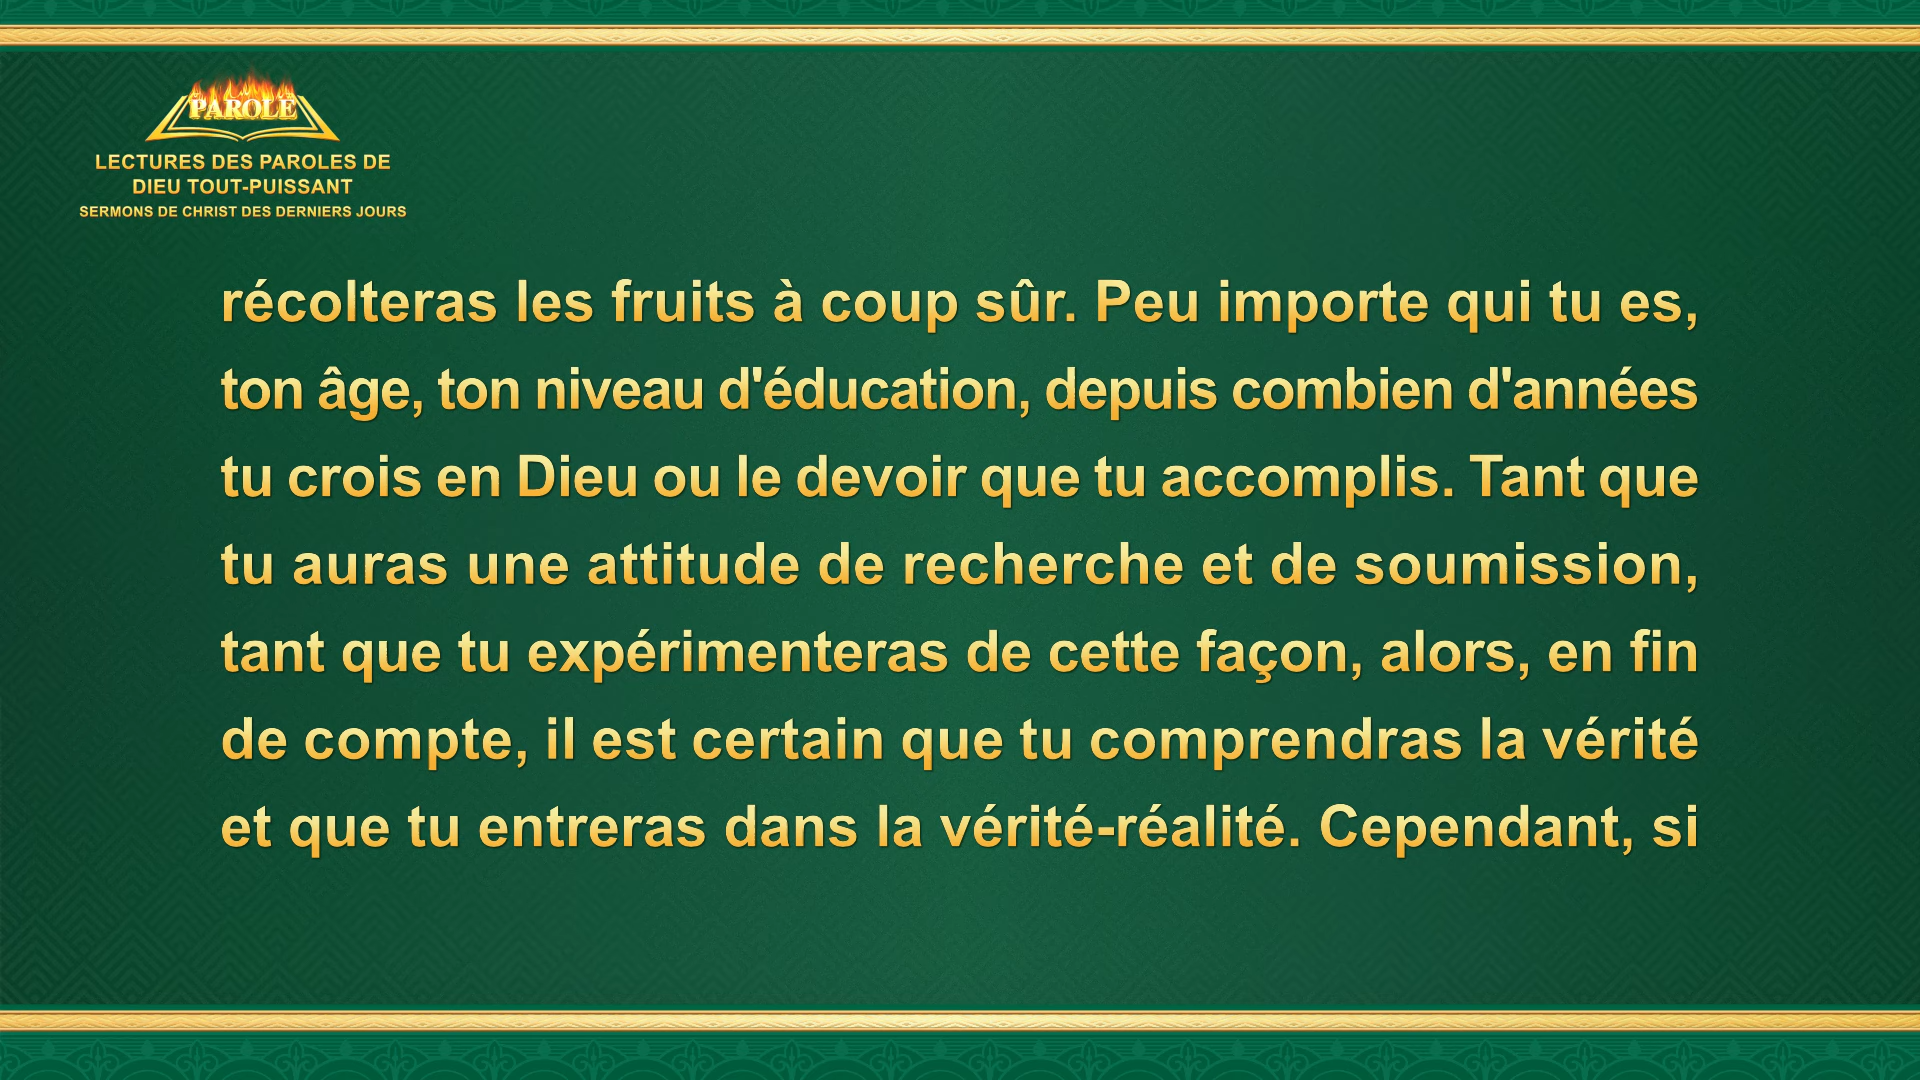 PAROLE
LECTURES DES PAROLES DE
DIEU TOUT-PUISSANT
SERMONS DE CHRIST DES DERNIERS JOURS
récolteras les fruits à coup sûr. Peu importe qui tu es,
ton âge, ton niveau d'éducation, depuis combien d'années
tu crois en Dieu ou le devoir que tu accomplis. Tant que
tu auras une attitude de recherche et de soumission,
tant que tu expérimenteras de cette façon, alors, en fin
de compte, il est certain que tu comprendras la vérité
et que tu entreras dans la vérité-réalité. Cependant, si